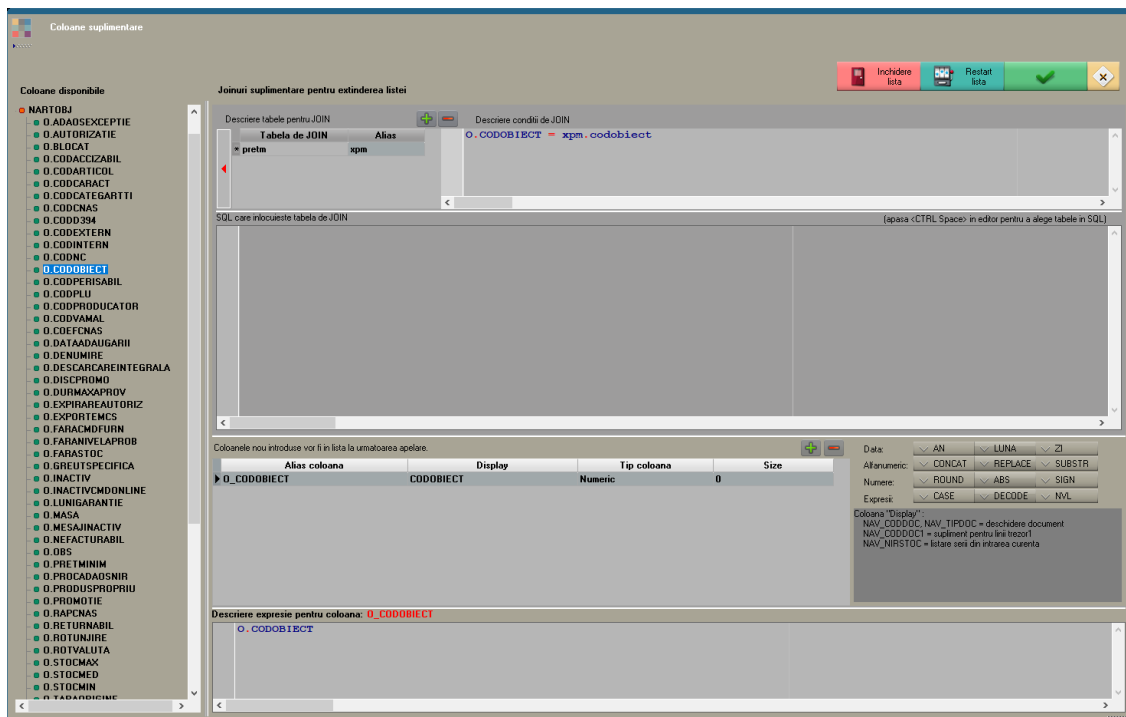 Coloane suplimentare
Inchidere lista
Restart lista
Coloane disponibile
Joinuri suplimentare pentru extinderea listei
NARTOBJ
O.ADAOSEXCEPTIE
O.AUTORIZATIE
O.BLOCAT
O.CODACCIZABIL
O.CODARTICOL
O.CODCARACT
O.CODCATEGARTTI
O.CODCNAS
O.CODD394
O.CODEXTERN
O.CODINTERN
O.CODNC
O.CODOBIECT
O.CODPERISABIL
O.CODPLU
O.CODPRODUCATOR
O.CODVAMAL
O.COEFCNAS
O.DATAADAUGARII
O.DENUMIRE
O.DESCARCAREINTEGRALA
O.DISCPROMO
O.DURMAXAPROV
O.EXPIRAREAUTORIZ
O.EXPORTEMCS
O.FARACMDFURN
O.FARANIVELAPROB
O.FARASTOC
O.GREUTSPECIFICA
O.INACTIV
O.INACTIVCMDONLINE
O.LUNIGARANTIE
O.MASA
O.MESAJINACTIV
O.NEFACTURABIL
O.OBS
O.PRETMINIM
O.PROCADAOSNIR
O.PRODUSPROPRIU
O.PROMOTIE
O.RAPCNAS
O.RETURNABIL
O.ROTUNJIRE
O.ROTVALUTA
O.STOCMAX
O.STOCMED
O.STOCMIN
O.TARAORIGINE
Descriere tabele pentru JOIN
Descriere conditii de JOIN
Tabela de JOIN Alias
* pretm xpm
O.CODOBIECT = xpm.codobiect
SQL care inlocuieste tabela de JOIN
(apasa <CTRL Space> in editor pentru a alege tabele in SQL)
Coloanele nou introduse vor fi in lista la urmatoarea apelare.
Alias coloana Display Tip coloana Size
O_CODOBIECT CODOBIECT Numeric 0
Data: AN LUNA ZI
Alfanumeric: CONCAT REPLACE SUBSTR
Numere: ROUND ABS SIGN
Expresii: CASE DECODE NVL
Coloana "Display" :
NAV_CODDOC, NAV_TIPDOC = deschidere document
NAV_CODDOC1 = supliment pentru linii trezor1
NAV_NIRSTOC = listare serii din intrarea curenta
Descriere expresie pentru coloana: O_CODOBIECT
O.CODOBIECT